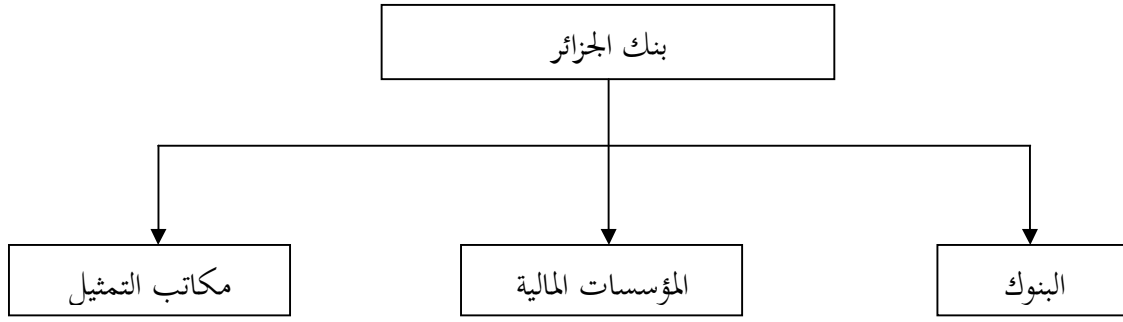 بنك الجزائر
البنوك
المؤسسات المالية
مكاتب التمثيل